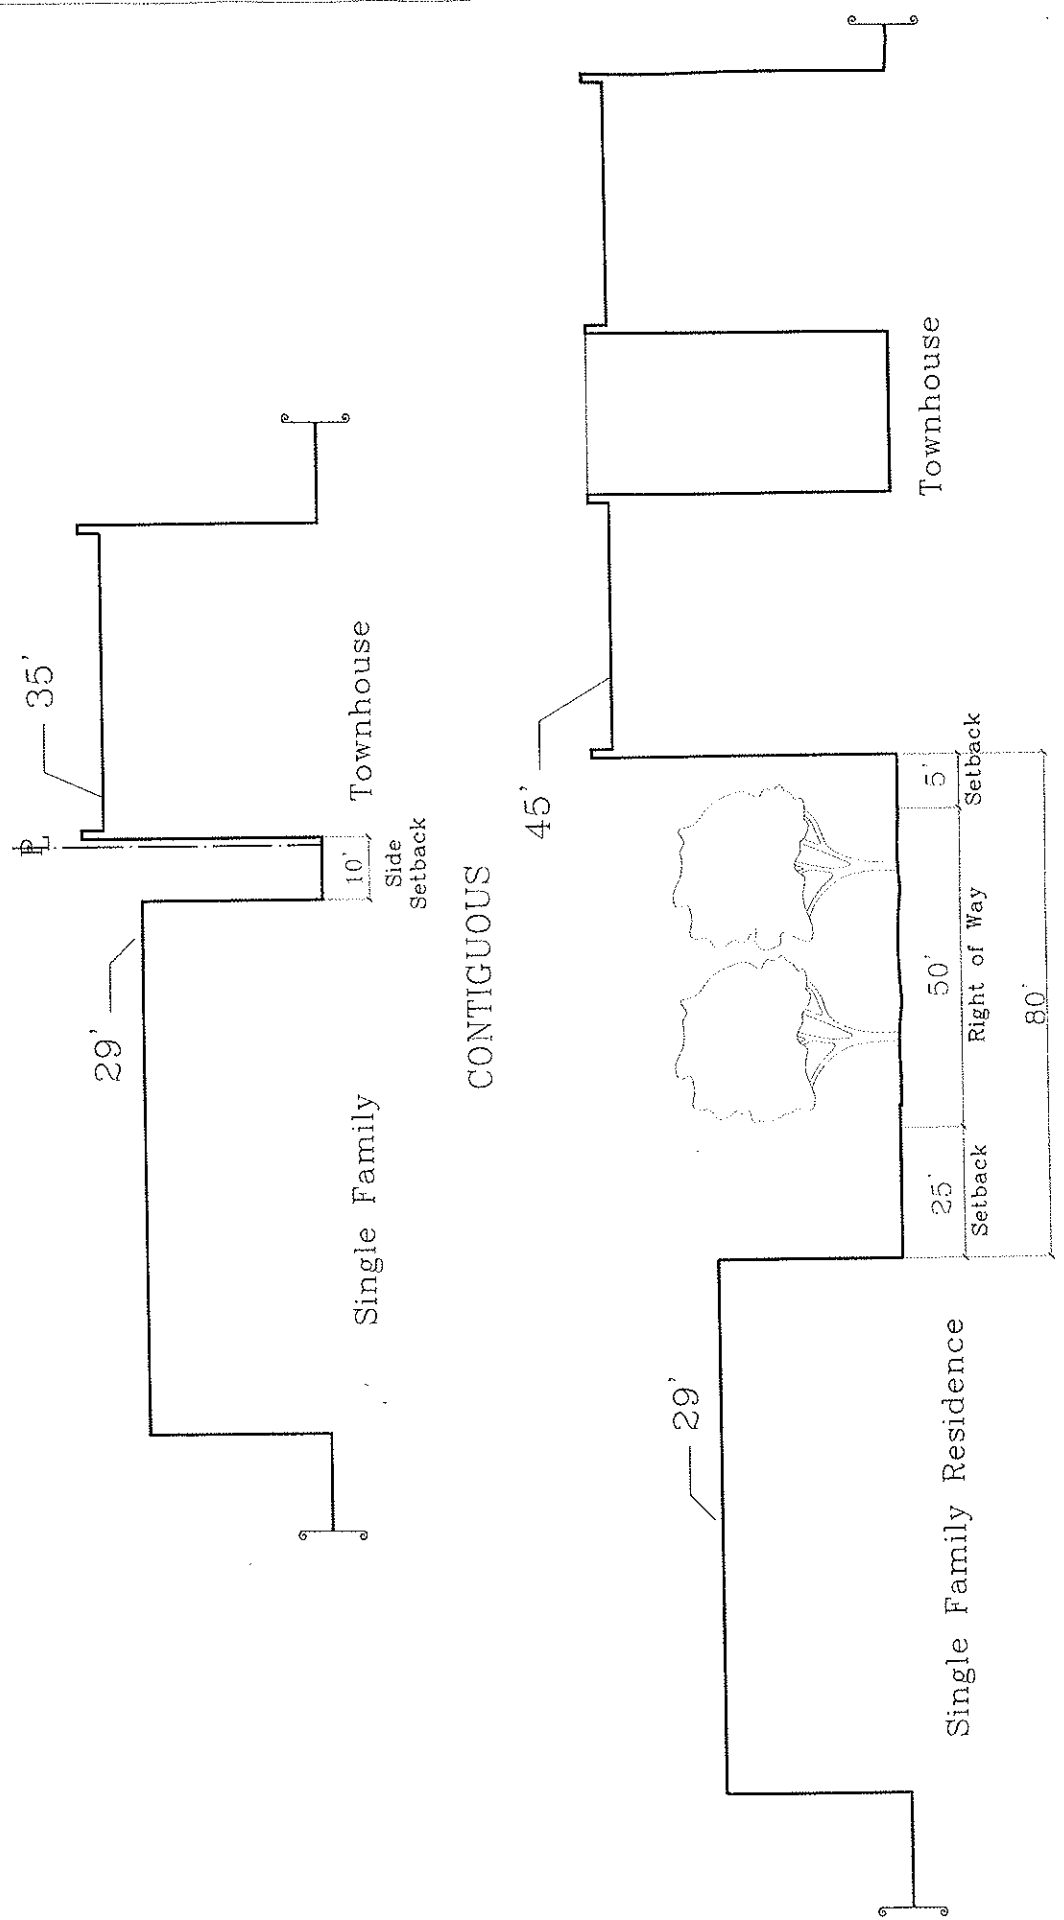 PL
35'
29'
10'
Side
Setback
Single Family
Townhouse
CONTIGUOUS
45'
29'
Townhouse
25'
50'
5'
Setback
Right of Way
Setback
80'
Single Family Residence